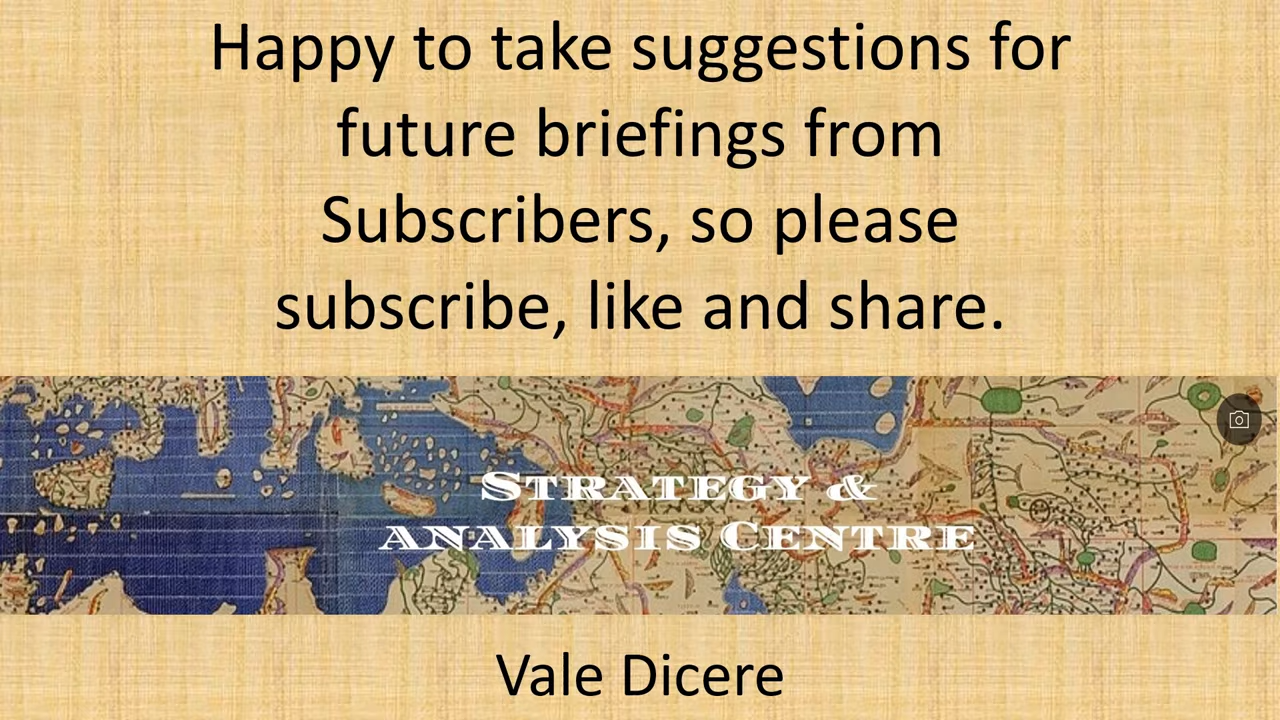 Happy to take suggestions for
future briefings from
Subscribers, so please
subscribe, like and share.
Strategy &
analysis Centre
Vale Dicere